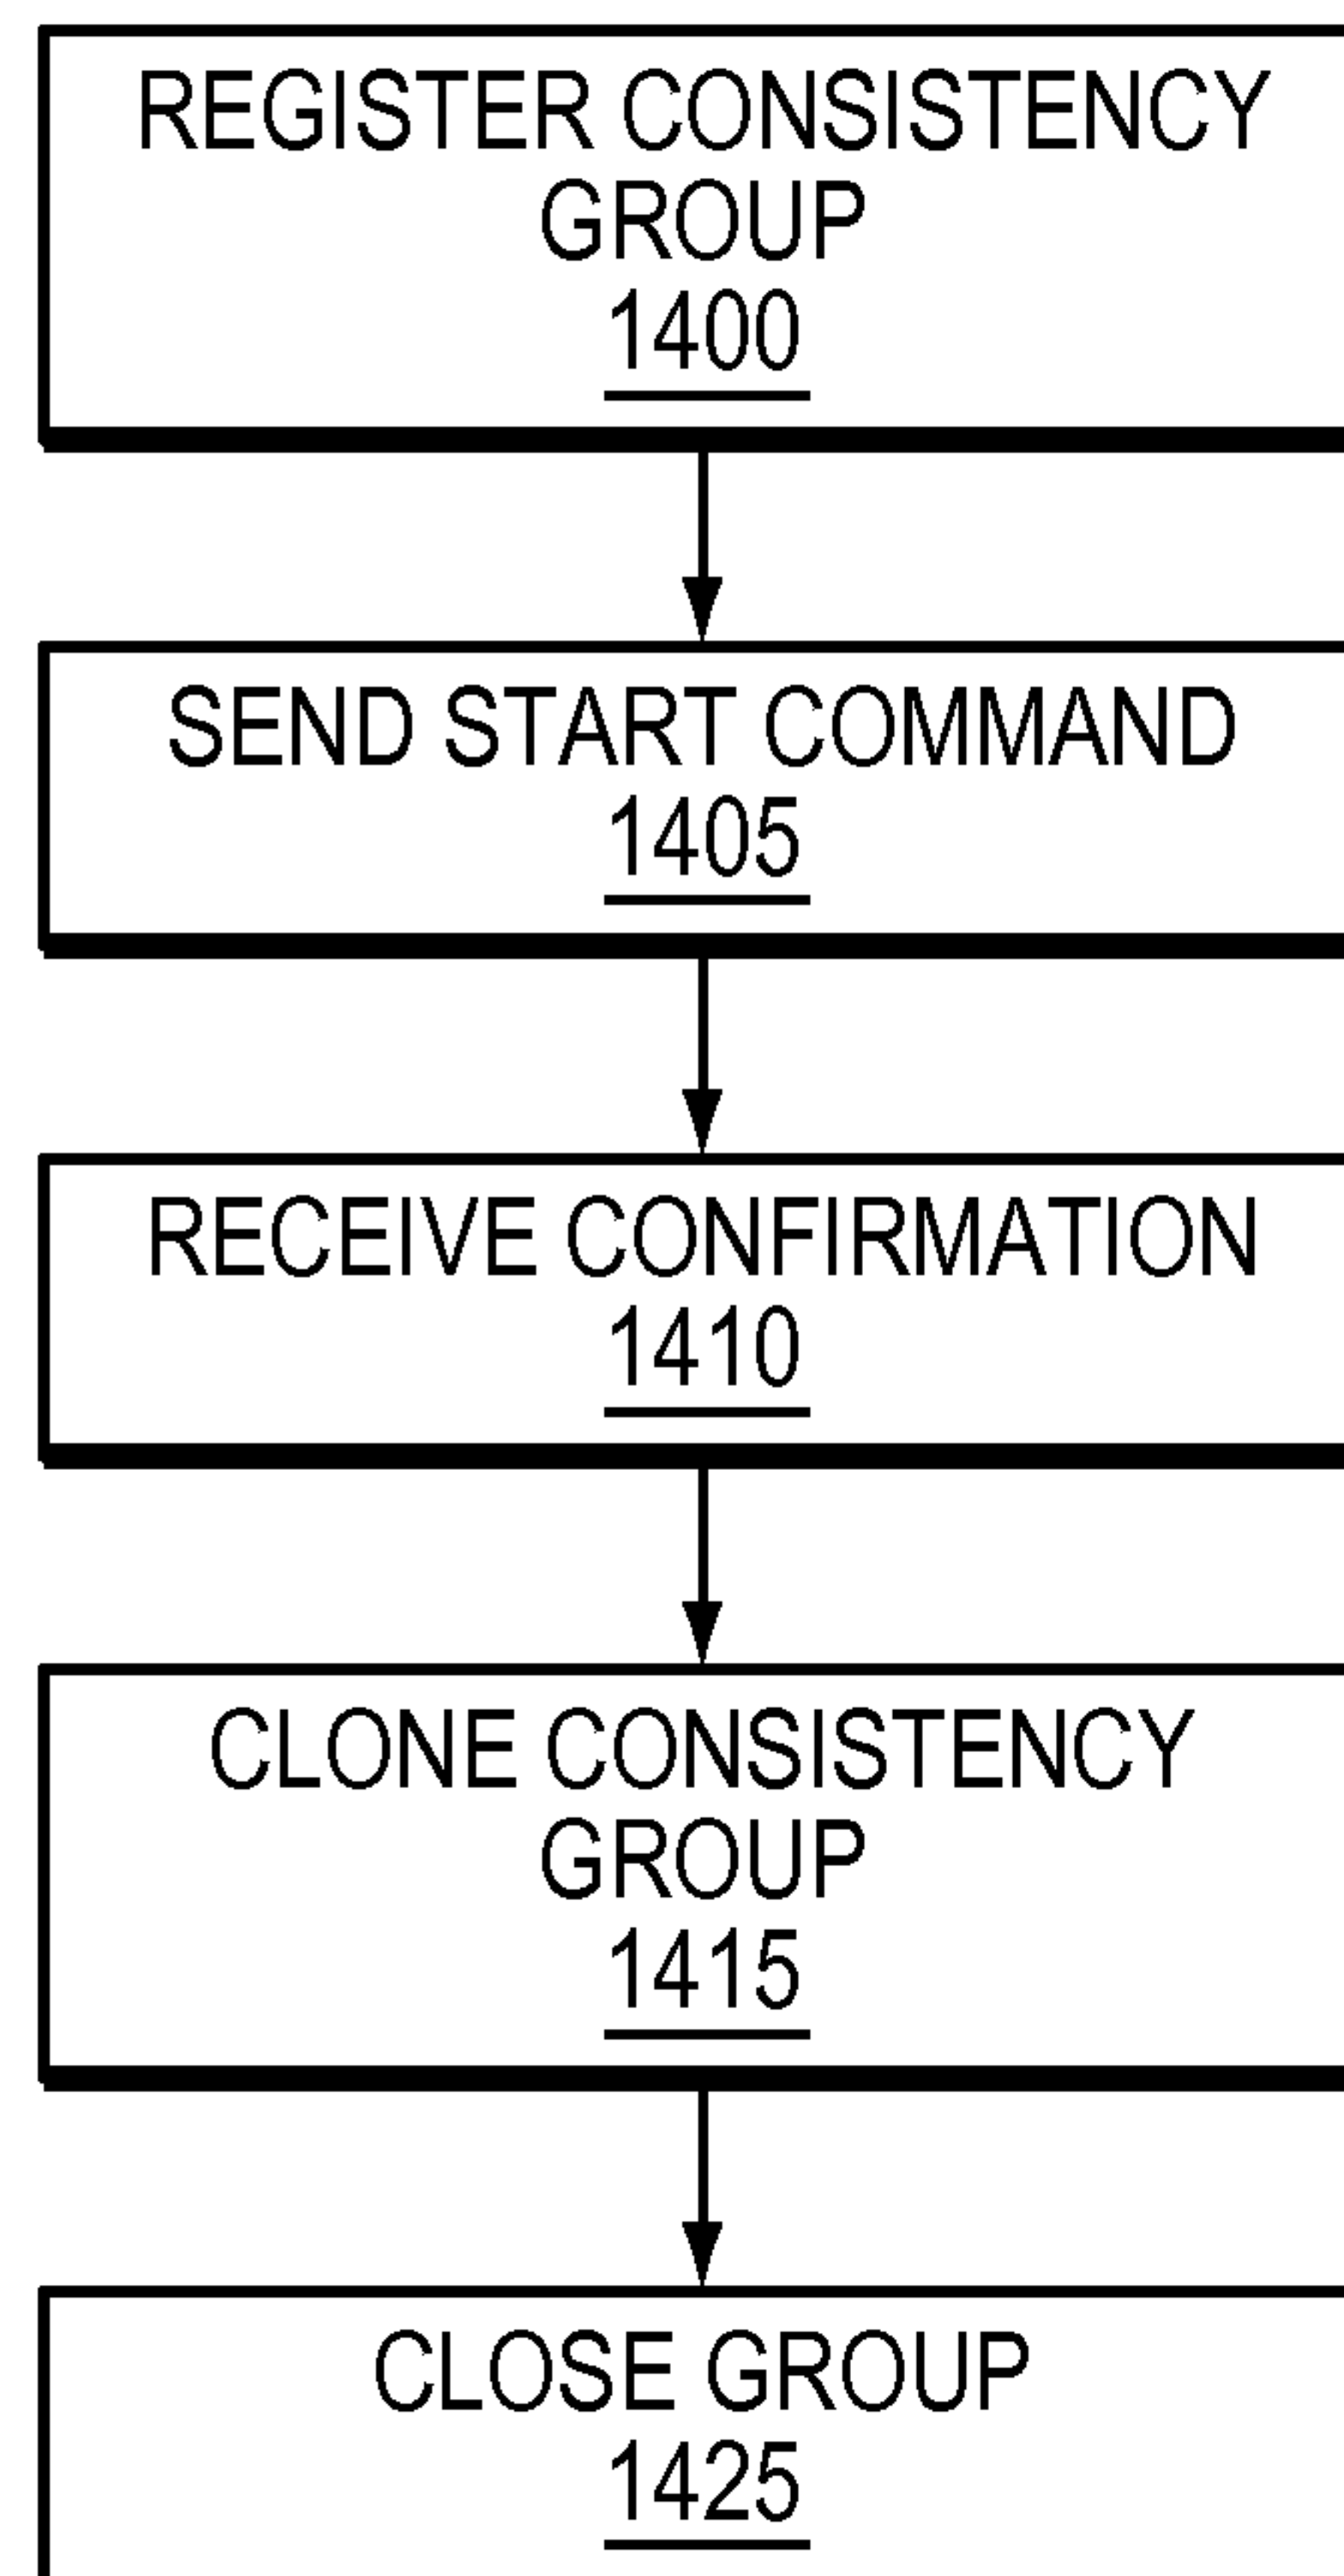 REGISTER CONSISTENCY
GROUP
1400
SEND START COMMAND
1405
RECEIVE CONFIRMATION
1410
CLONE CONSISTENCY
GROUP
1415
CLOSE GROUP
1425